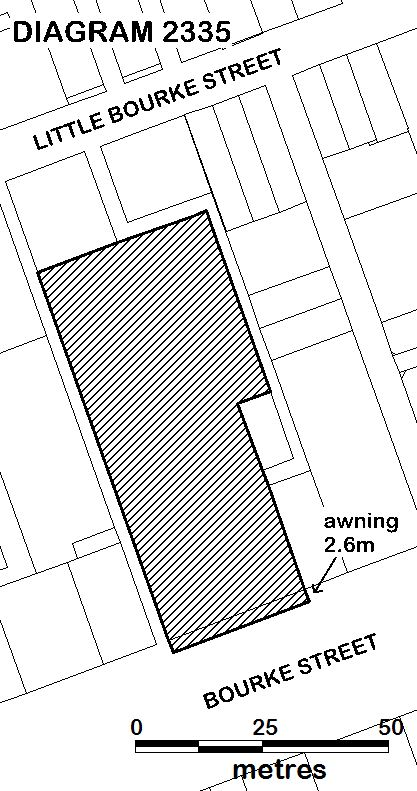 DIAGRAM 2335
LITTLE BOURKE STREET
awning
2.6m
BOURKE STREET
0 25 50
metres